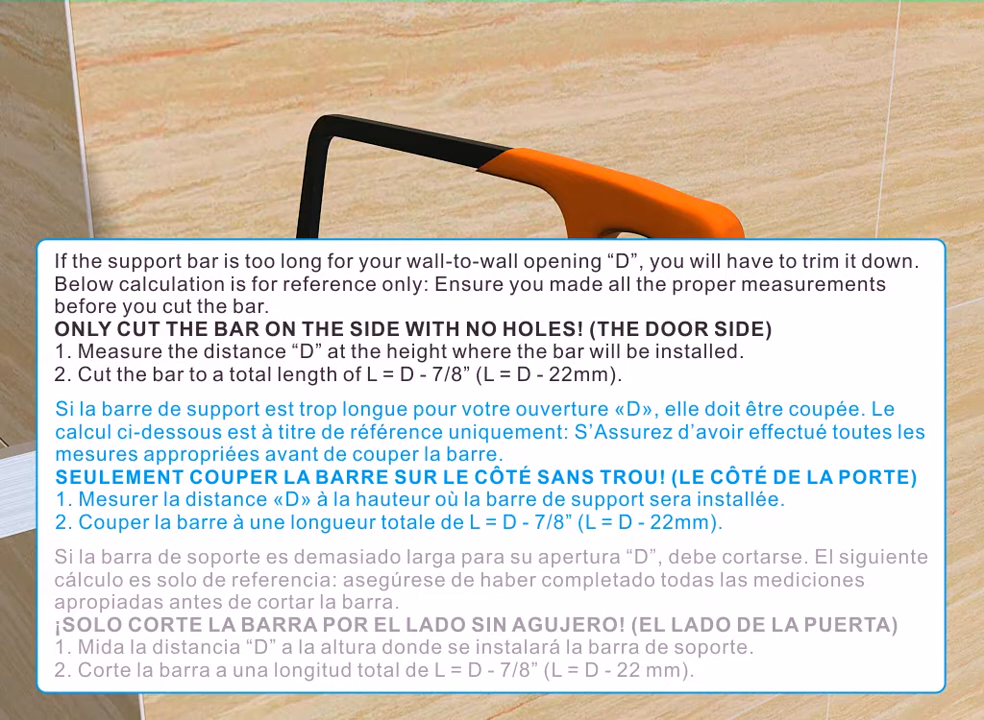 If the support bar is too long for your wall-to-wall opening “D”, you will have to trim it down.
Below calculation is for reference only: Ensure you made all the proper measurements
before you cut the bar.
ONLY CUT THE BAR ON THE SIDE WITH NO HOLES! (THE DOOR SIDE)
1. Measure the distance “D” at the height where the bar will be installed.
2. Cut the bar to a total length of L = D - 7/8” (L = D - 22mm).
Si la barre de support est trop longue pour votre ouverture «D», elle doit être coupée. Le
calcul ci-dessous est à titre de référence uniquement: S’Assurez d’avoir effectué toutes les
mesures appropriées avant de couper la barre.
SEULEMENT COUPER LA BARRE SUR LE CÔTÉ SANS TROU! (LE CÔTÉ DE LA PORTE)
1. Mesurer la distance «D» à la hauteur où la barre de support sera installée.
2. Couper la barre à une longueur totale de L = D - 7/8” (L = D - 22mm).
Si la barra de soporte es demasiado larga para su apertura “D”, debe cortarse. El siguiente
cálculo es solo de referencia: asegúrese de haber completado todas las mediciones
apropiadas antes de cortar la barra.
¡SOLO CORTE LA BARRA POR EL LADO SIN AGUJERO! (EL LADO DE LA PUERTA)
1. Mida la distancia “D” a la altura donde se instalará la barra de soporte.
2. Corte la barra a una longitud total de L = D - 7/8” (L = D - 22 mm).